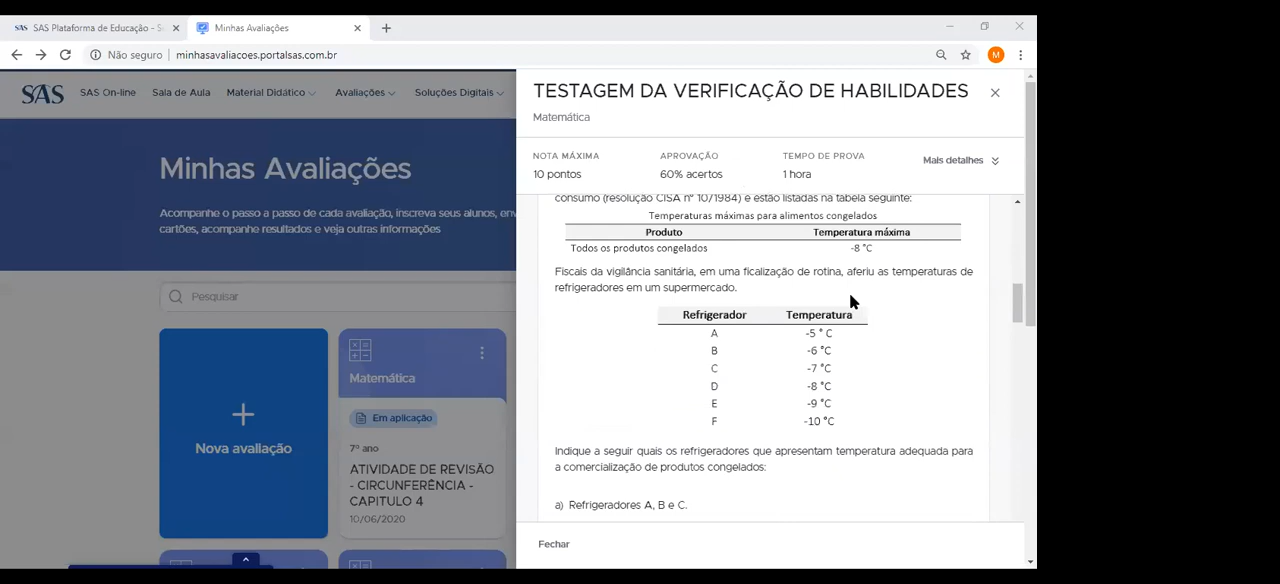 SAS SAS Plataforma de Educação - S
Minhas Avaliações
Não seguro | minhasavaliacoes.portalsas.com.br
M
SAS
SAS On-line Sala de Aula Material Didático Avaliações Soluções Digitais
Minhas Avaliações
Acompanhe o passo a passo de cada avaliação, inscreva seus alunos, en
cartões, acompanhe resultados e veja outras informações
Pesquisar
Nova avaliação
Matemática
Em aplicação
7º ano
ATIVIDADE DE REVISÃO
- CIRCUNFERÊNCIA -
CAPITULO 4
10/06/2020
TESTAGEM DA VERIFICAÇÃO DE HABILIDADES
Matemática
NOTA MÁXIMA APROVAÇÃO TEMPO DE PROVA
10 pontos 60% acertos 1 hora
Mais detalhes
consumo (resolução CISA nº 10/1984) e estão listadas na tabela seguinte:
Temperaturas máximas para alimentos congelados
Produto Temperatura máxima
Todos os produtos congelados -8 °C
Fiscais da vigilância sanitária, em uma ficalização de rotina, aferiu as temperaturas de
refrigeradores em um supermercado.
Refrigerador Temperatura
A -5 ° C
B -6 °C
C -7 °C
D -8 °C
E -9 °C
F -10 °C
Indique a seguir quais os refrigeradores que apresentam temperatura adequada para
a comercialização de produtos congelados:
a) Refrigeradores A, B e C.
Fechar